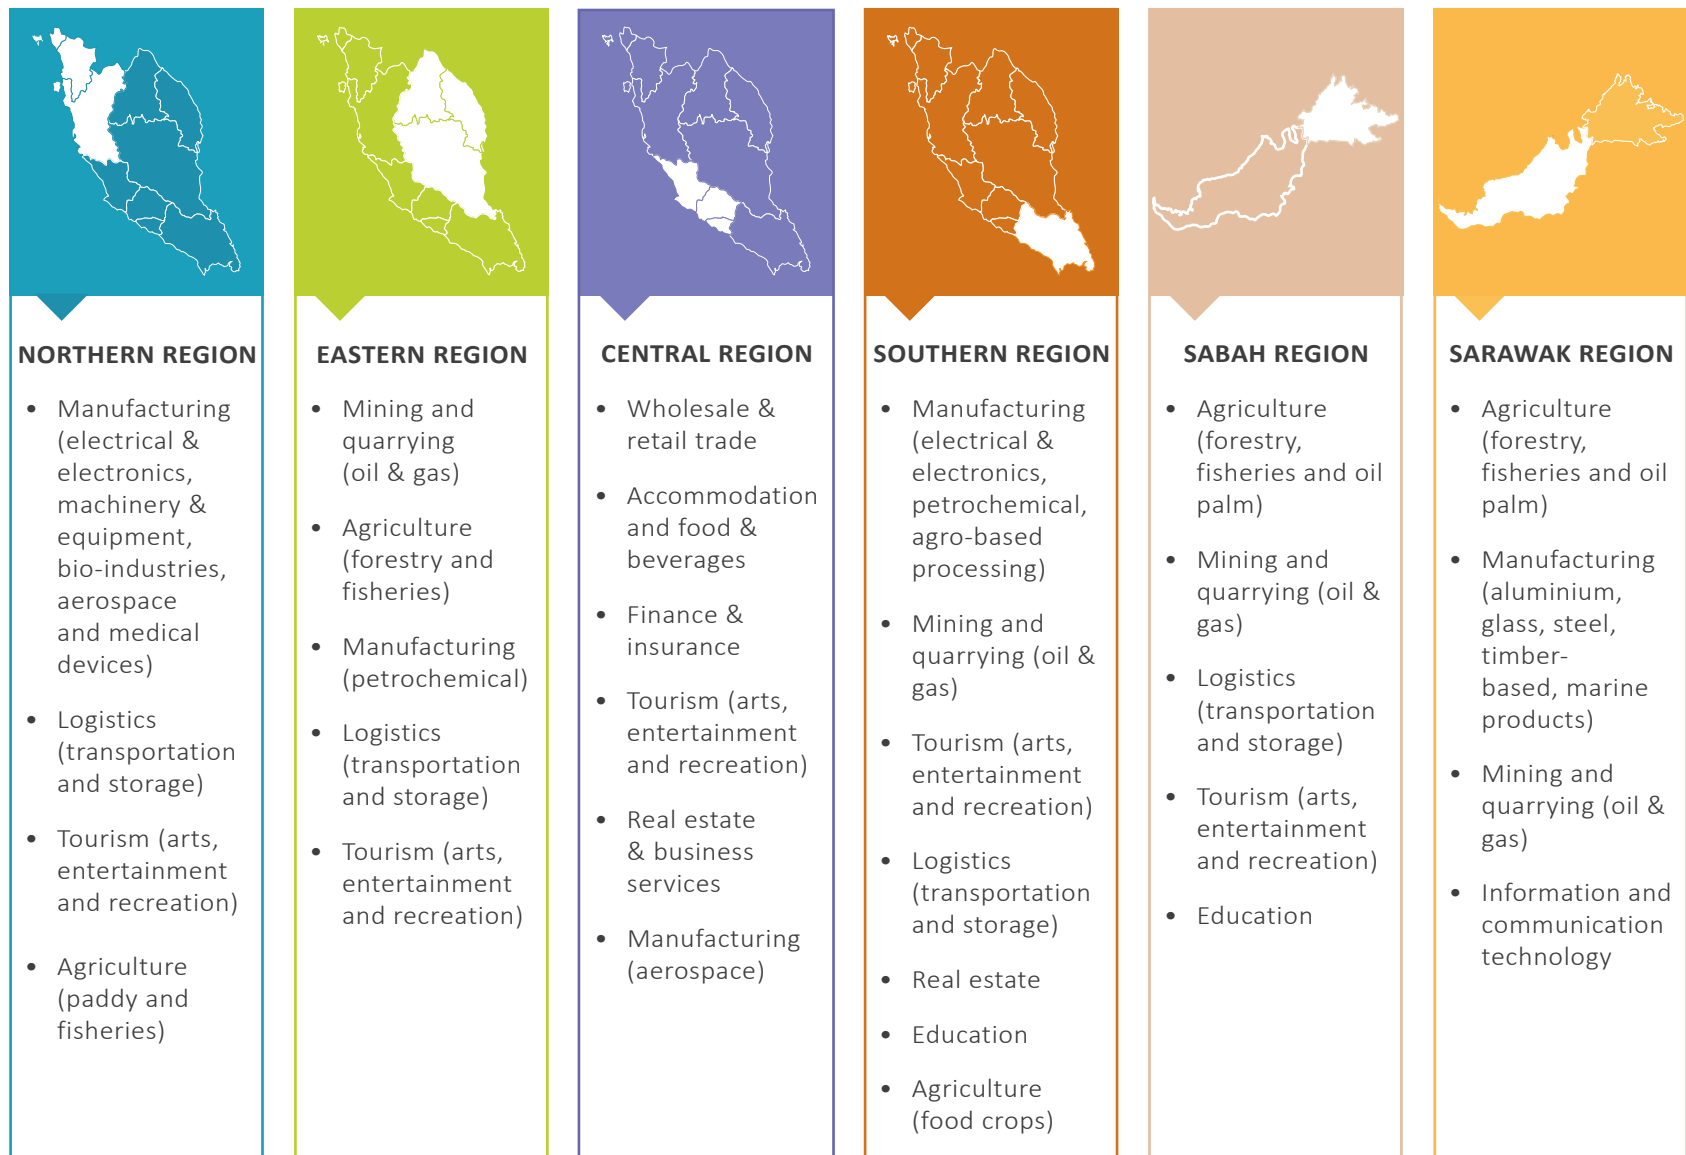 NORTHERN REGION
• Manufacturing
(electrical &
electronics,
machinery &
equipment,
bio-industries,
aerospace
and medical
devices)
• Logistics
(transportation
and storage)
• Tourism (arts,
entertainment
and recreation)
• Agriculture
(paddy and
fisheries)
EASTERN REGION
• Mining and
quarrying
(oil & gas)
• Agriculture
(forestry and
fisheries)
• Manufacturing
(petrochemical)
• Logistics
(transportation
and storage)
• Tourism (arts,
entertainment
and recreation)
CENTRAL REGION
• Wholesale &
retail trade
• Accommodation
and food &
beverages
• Finance &
insurance
• Tourism (arts,
entertainment
and recreation)
• Real estate
& business
services
• Manufacturing
(aerospace)
SOUTHERN REGION
• Manufacturing
(electrical &
electronics,
petrochemical,
agro-based
processing)
• Mining and
quarrying (oil &
gas)
• Tourism (arts,
entertainment
and recreation)
• Logistics
(transportation
and storage)
• Real estate
• Education
• Agriculture
(food crops)
SABAH REGION
• Agriculture
(forestry,
fisheries and oil
palm)
• Mining and
quarrying (oil &
gas)
• Logistics
(transportation
and storage)
• Tourism (arts,
entertainment
and recreation)
• Education
SARAWAK REGION
• Agriculture
(forestry,
fisheries and oil
palm)
• Manufacturing
(aluminium,
glass, steel,
timber-
based, marine
products)
• Mining and
quarrying (oil &
gas)
• Information and
communication
technology